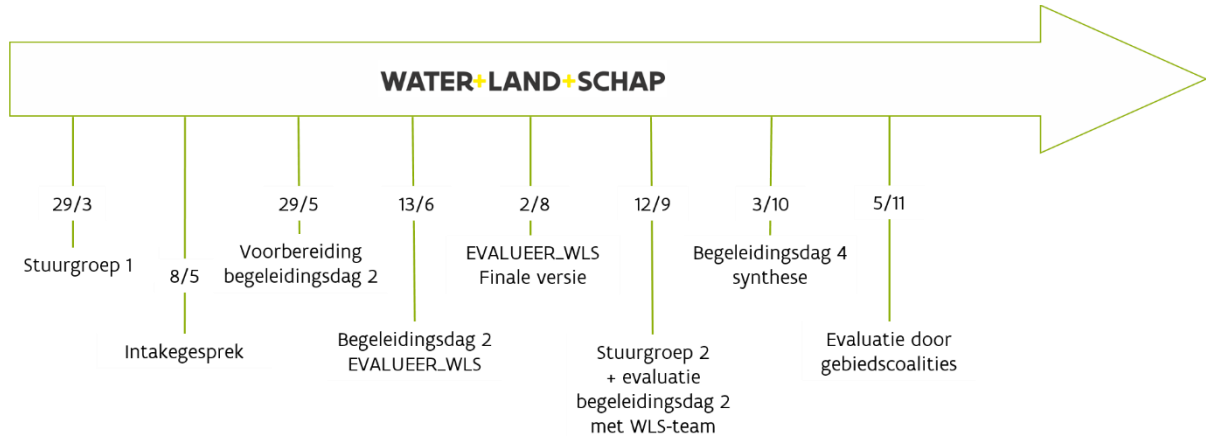 WATER+LAND+SCHAP
29/3
Stuurgroep 1
8/5
Intakegesprek
29/5
Voorbereiding
begeleidingsdag 2
13/6
Begeleidingsdag 2
EVALUEER_WLS
2/8
EVALUEER_WLS
Finale versie
12/9
Stuurgroep 2
+ evaluatie
begeleidingsdag 2
met WLS-team
3/10
Begeleidingsdag 4
synthese
5/11
Evaluatie door
gebiedscoalities